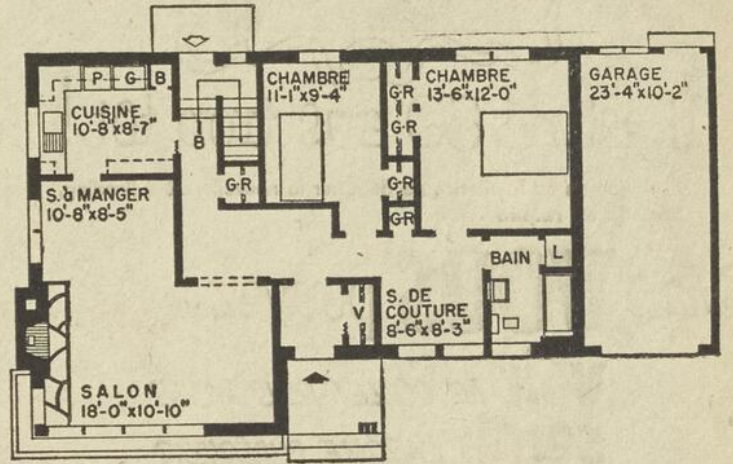 P G B
CUISINE
10'-8"x8'-7"
B
CHAMBRE
11'-1"x9'-4"
G-R
G-R
CHAMBRE
13'-6"x12'-0"
GARAGE
23'-4"x10'-2"
G-R
G-R
G-R
S. à MANGER
10'-8"x8'-5"
BAIN
L
V
S. DE
COUTURE
8'-6"x8'-3"
SALON
18'-0"x10'-10"